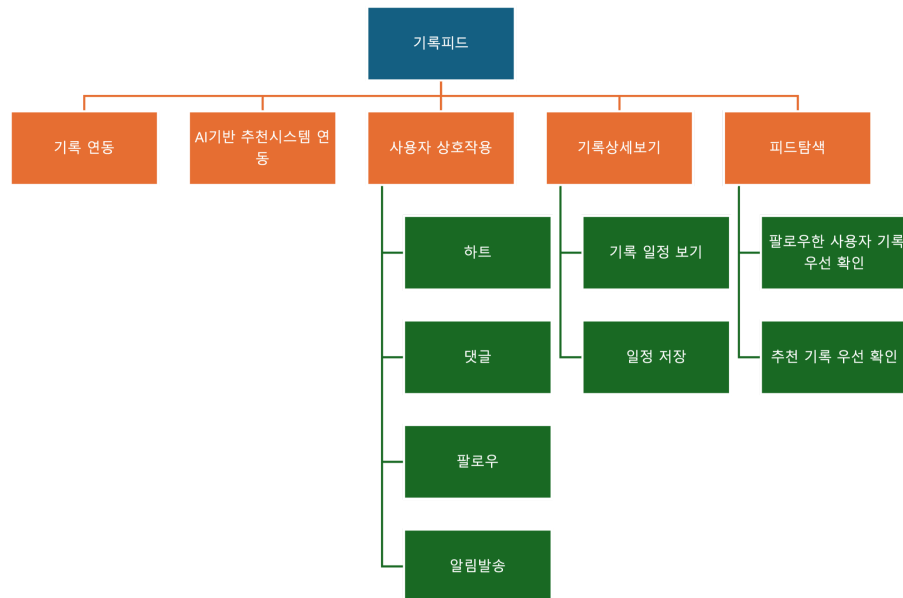 기록피드
기록 연동
AI기반 추천시스템 연
동
사용자 상호작용
기록상세보기
피드탐색
하트
댓글
팔로우
알림발송
기록 일정 보기
일정 저장
팔로우한 사용자 기록
우선 확인
추천 기록 우선 확인